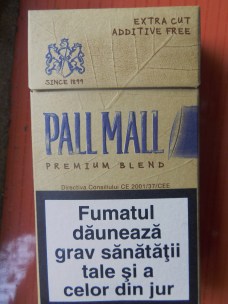 EXTRA CUT
ADDITIVE FREE
SINCE 1899
PALL MALL
PREMIUM BLEND
Directiva Consiliului CE 2001/37/CEE
Fumatul
dăunează
grav sănătăţii
tale şi a
celor din jur